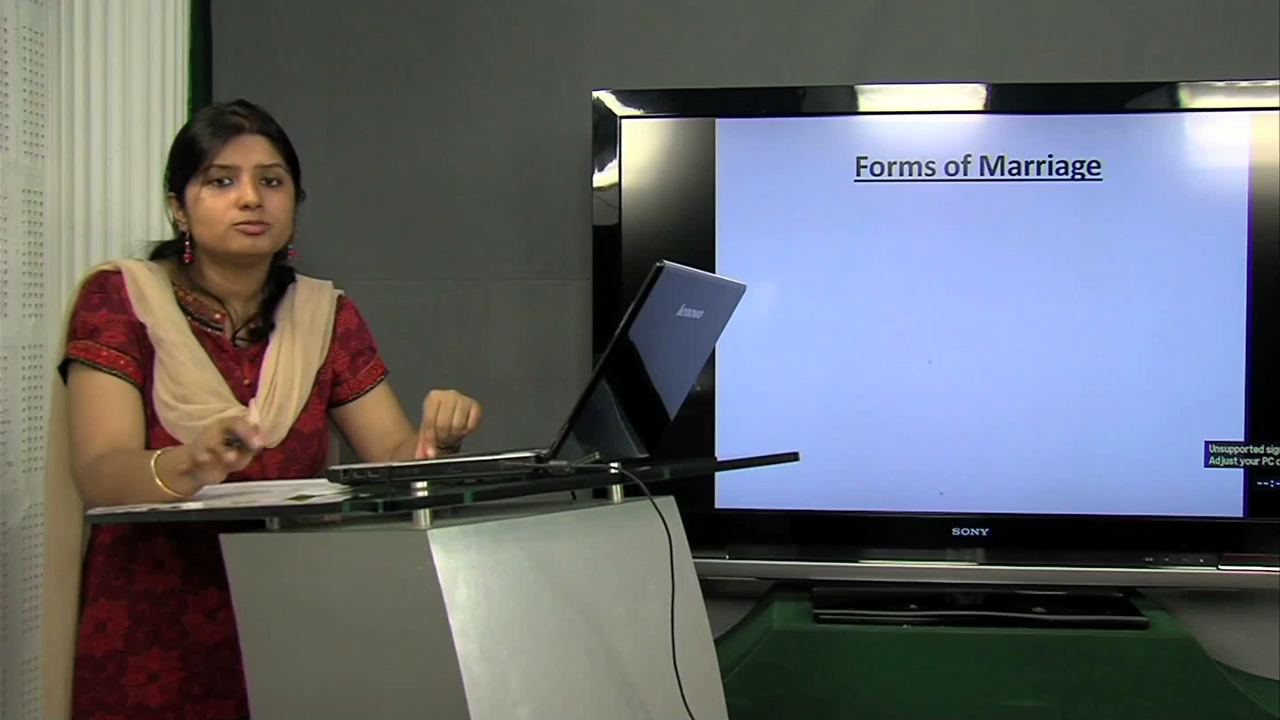 Forms of Marriage
lenovo
Unsupported sig
Adjust your PC
--:-
SONY